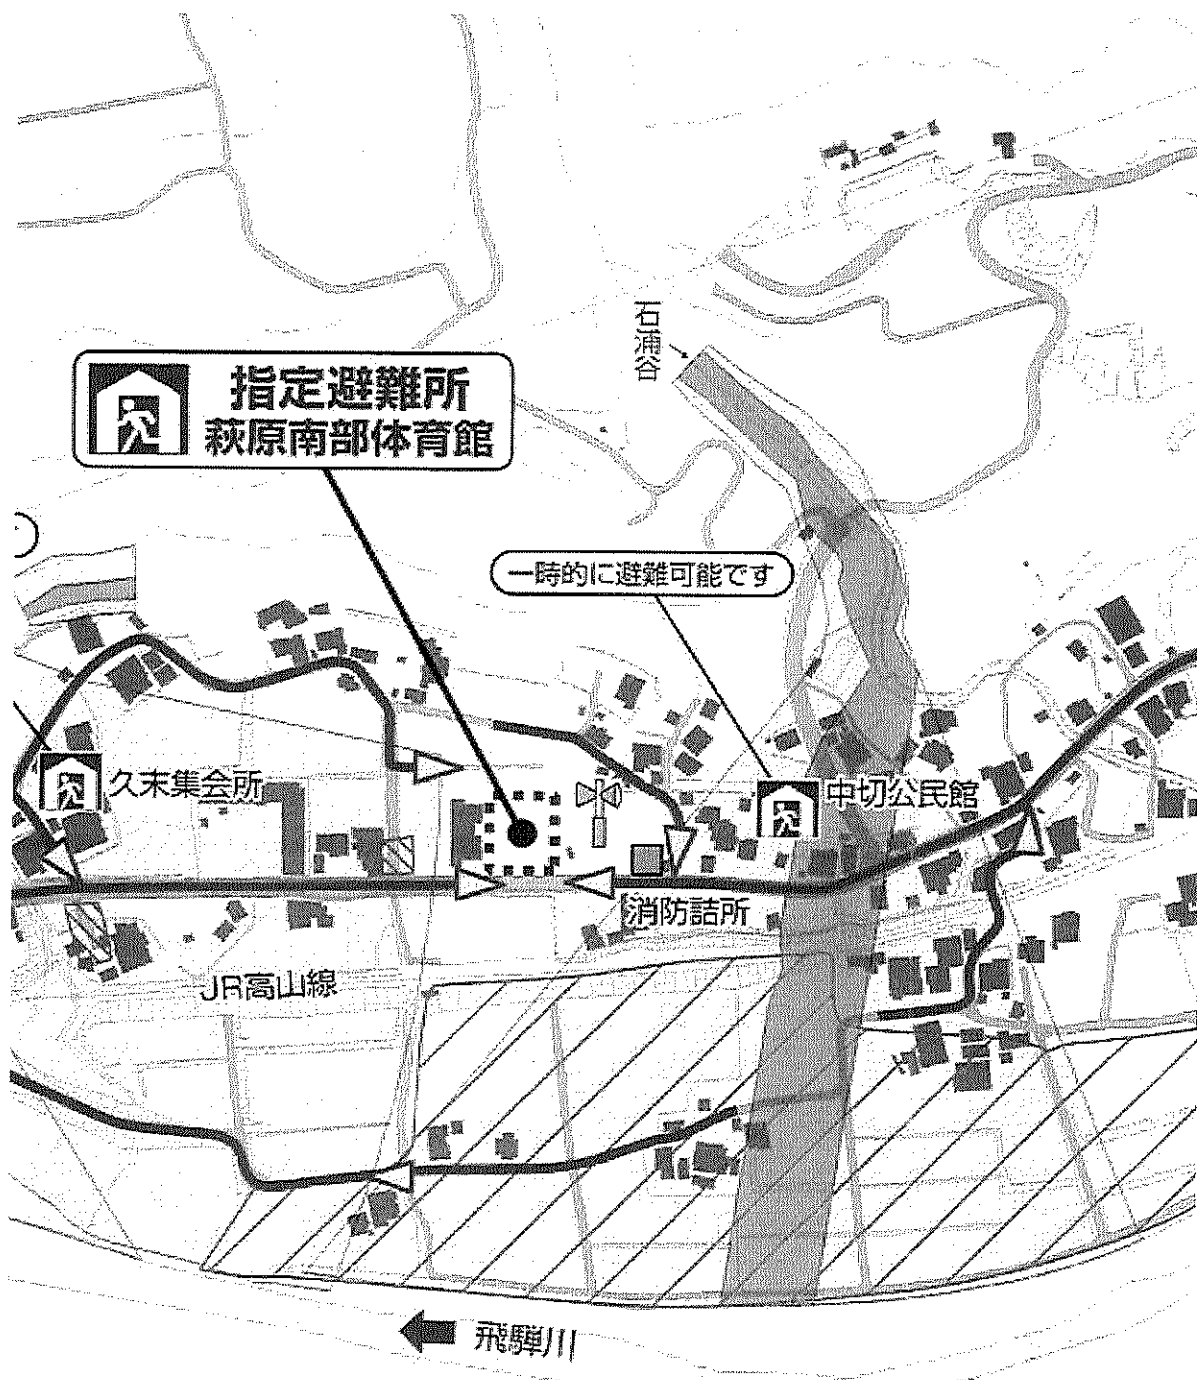 石浦谷
指定避難所
萩原南部体育館
一時的に避難可能です
久末集会所
中切公民館
消防詰所
JR高山線
飛騨川